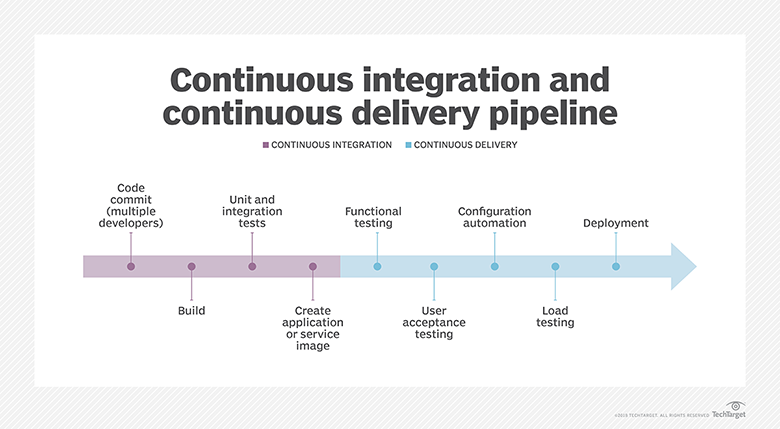 Continuous integration and
continuous delivery pipeline
CONTINUOUS INTEGRATION
CONTINUOUS DELIVERY
Code
commit
(multiple
developers)
Unit and
integration
tests
Functional
testing
Configuration
automation
Deployment
Build
Create
application
or service
image
User
acceptance
testing
Load
testing
©2019 TECHTARGET. ALL RIGHTS RESERVED
TechTarget